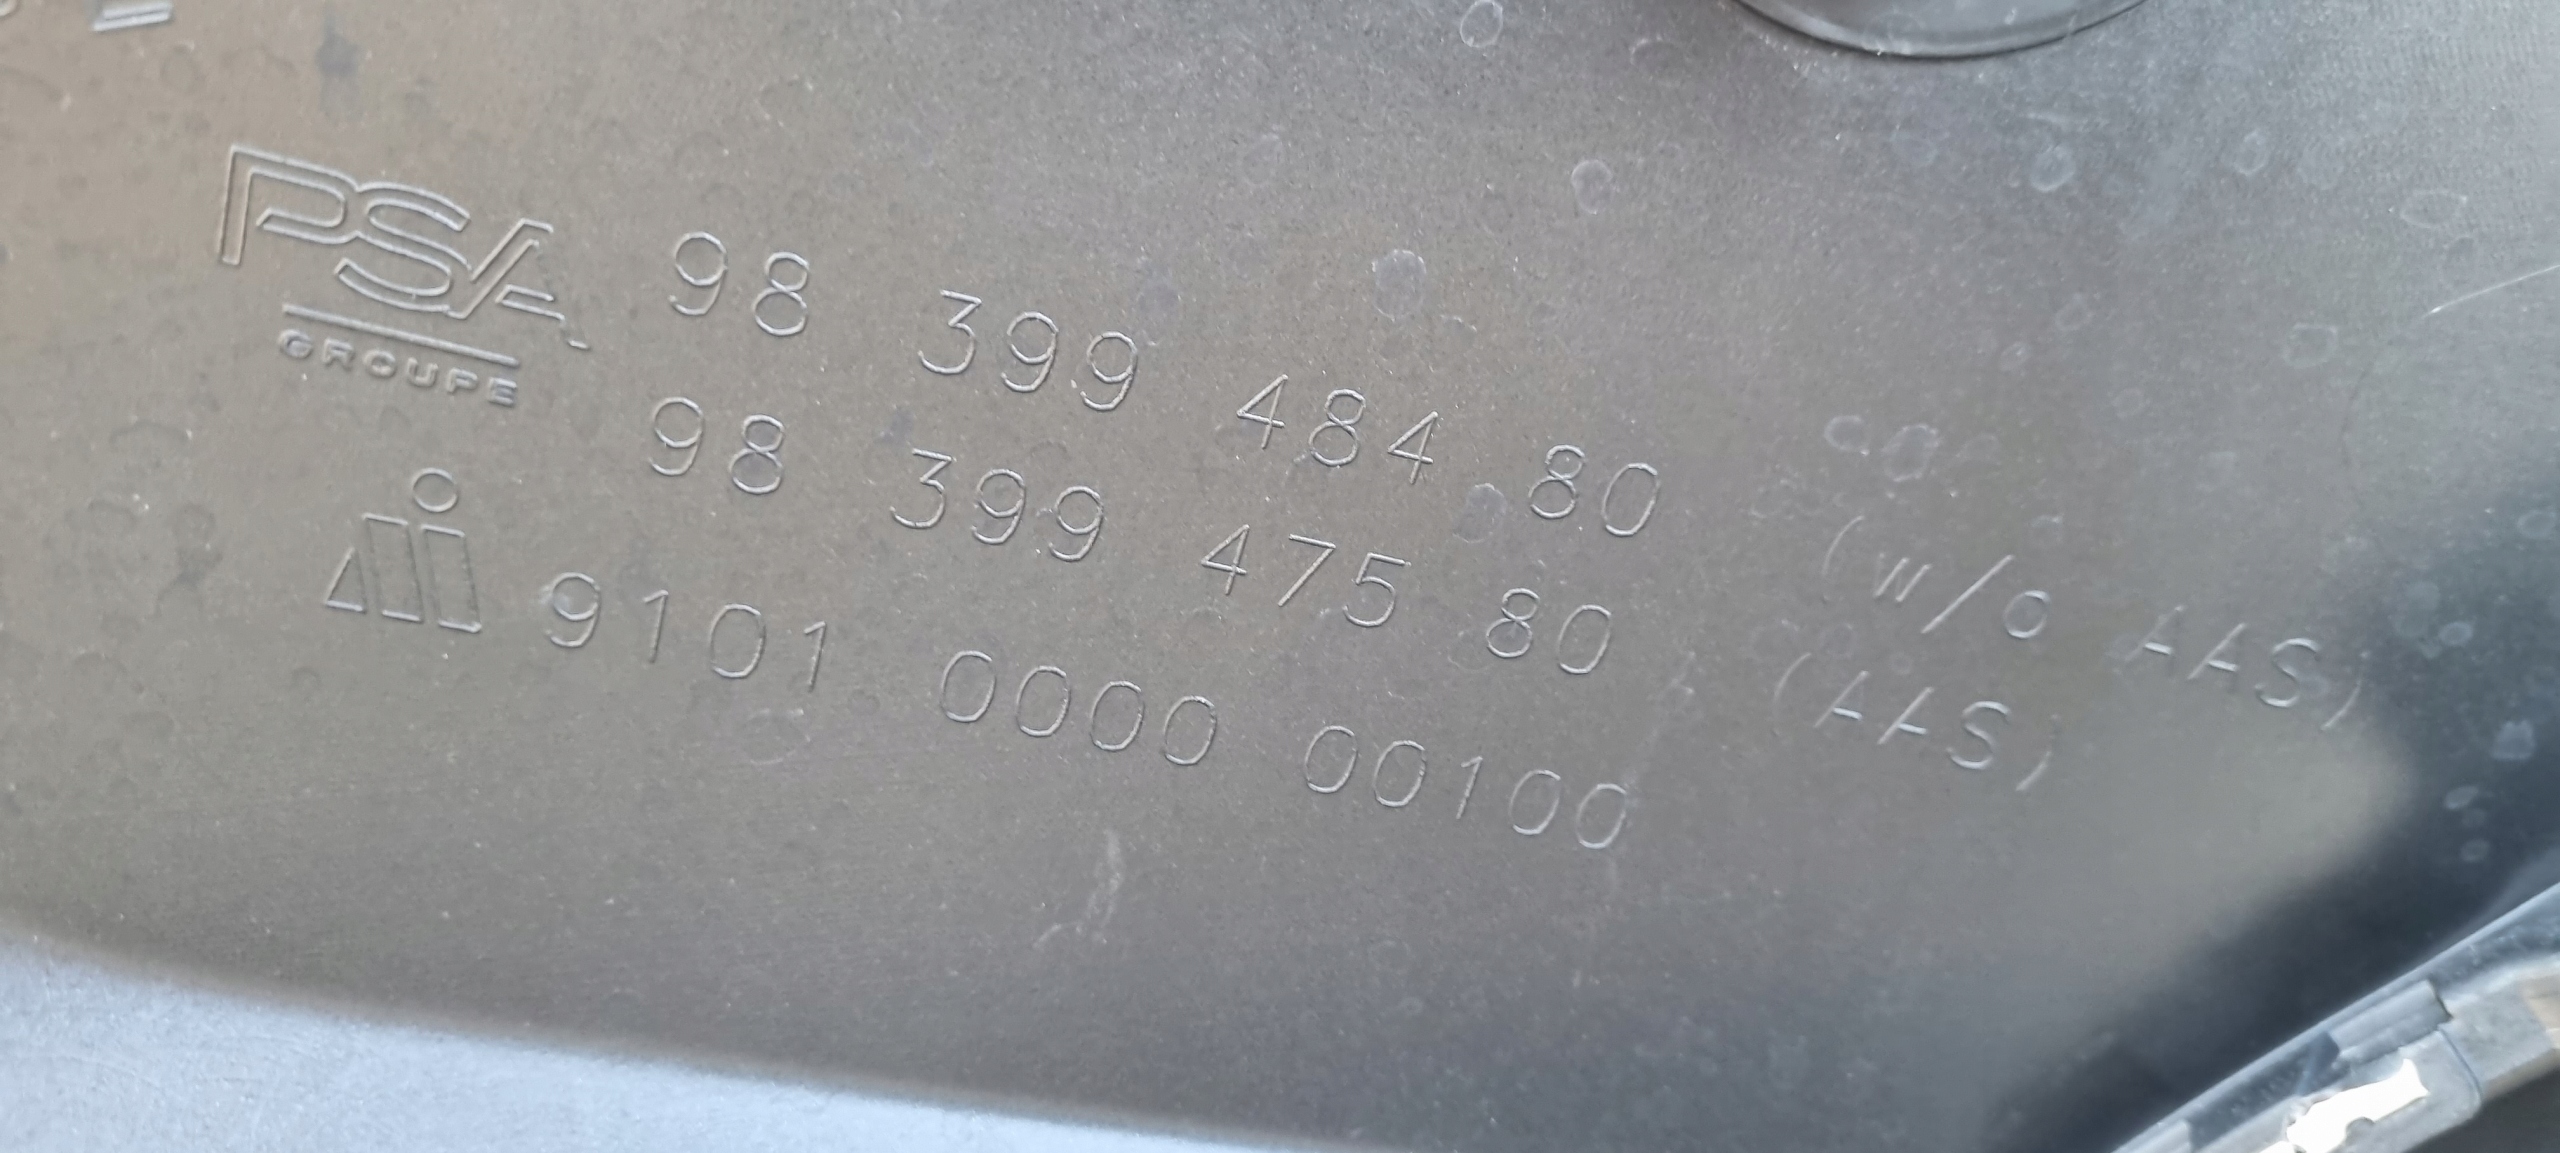 PSA
GROUPE
98 399 484 80 (w/o AAS)
98 399 475 80 (AAS)
9101 0000 00100